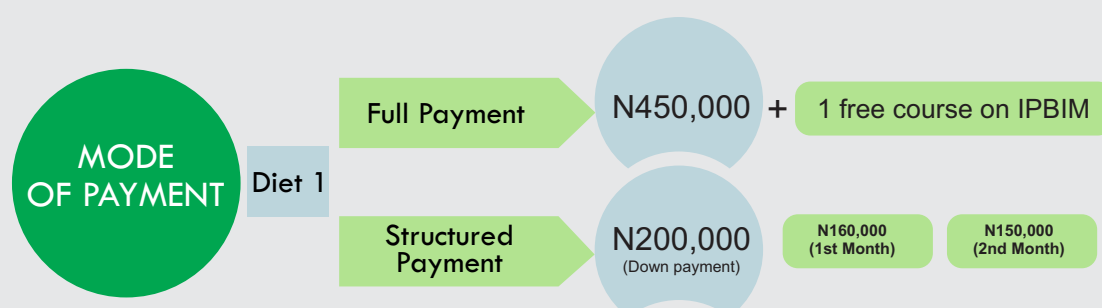 MODE
OF PAYMENT
Diet 1
Full Payment
N450,000
+
1 free course on IPBIM
Structured
Payment
N200,000
(Down payment)
N160,000
(1st Month)
N150,000
(2nd Month)